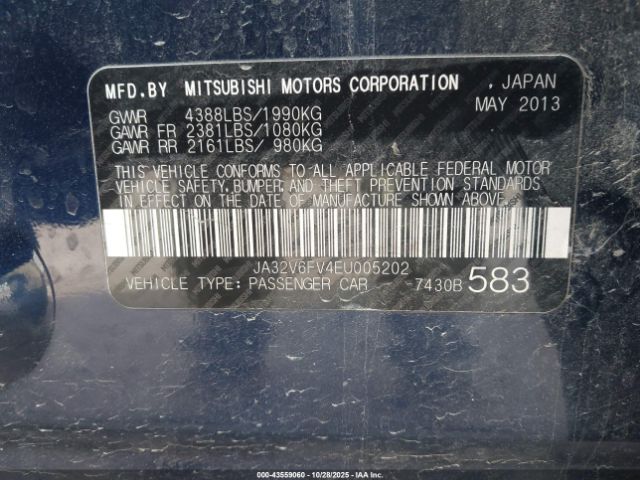 MFD.BY MITSUBISHI MOTORS CORPORATION , JAPAN
MAY 2013
GVWR 4388LBS/1990KG
GAWR FR 2381LBS/1080KG
GAWR RR 2161LBS/ 980KG
THIS VEHICLE CONFORMS TO ALL APPLICABLE FEDERAL MOTOR
VEHICLE SAFETY,BUMPER,AND THEFT PREVENTION STANDARDS
IN EFFECT ON THE DATE OF MANUFACTURE SHOWN ABOVE.
JA32V6FV4EU005202
VEHICLE TYPE: PASSENGER CAR 7430B 583
000-43559060 • 10/28/2025 • IAA Inc.